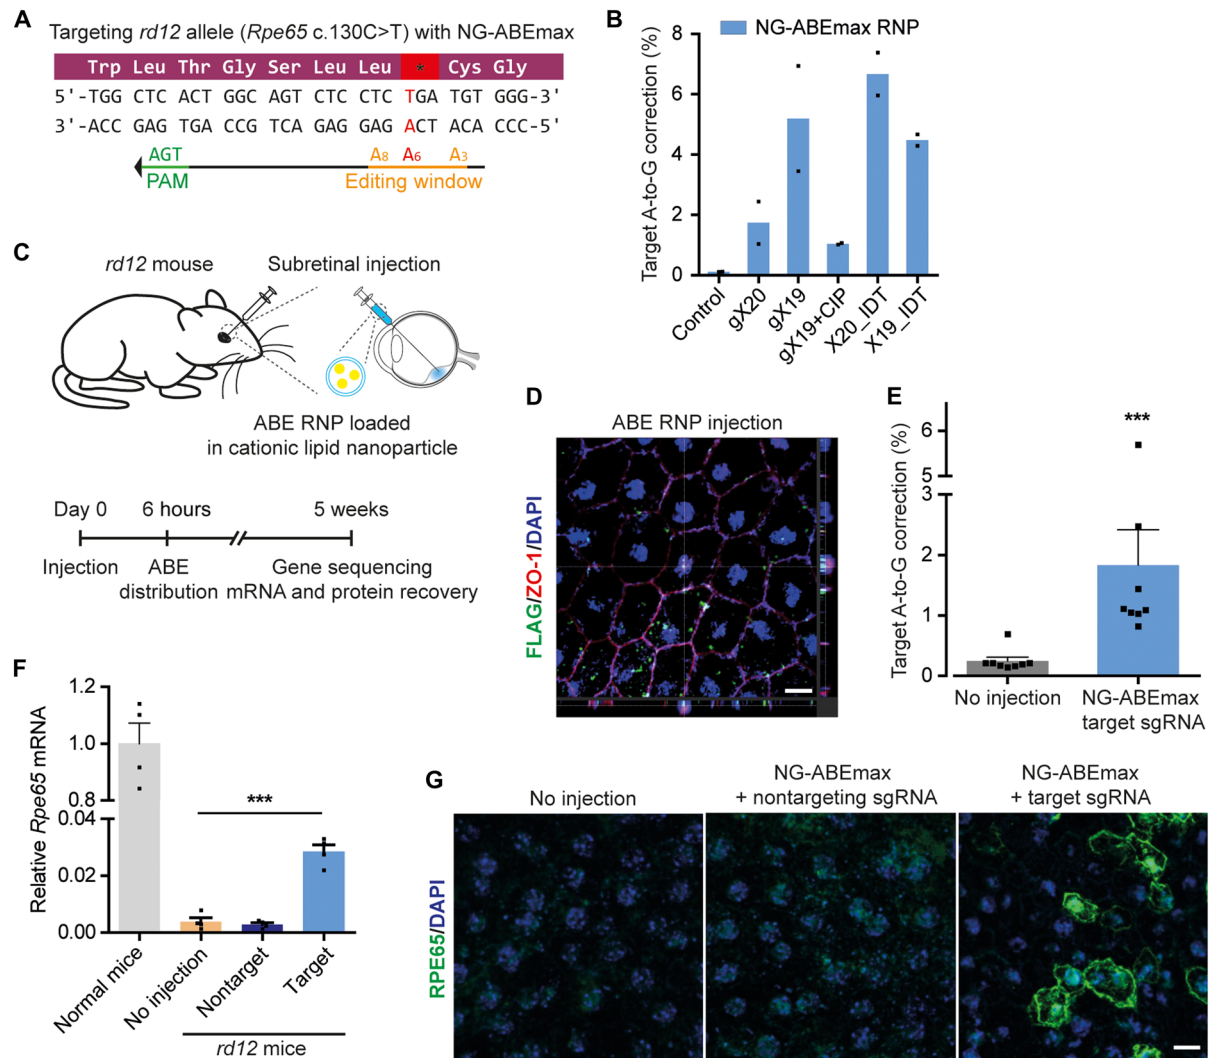 A
Targeting rd12 allele (Rpe65 c.130C>T) with NG-ABEmax
Trp Leu Thr Gly Ser Leu Leu * Cys Gly
5'-TGG CTC ACT GGC AGT CTC CTC TGA TGT GGG-3'
3'-ACC GAG TGA CCG TCA GAG GAG ACT ACA CCC-5'
AGT A8 A6 A3
PAM Editing window
B
NG-ABEmax RNP
Target A-to-G correction (%)
8
6
4
2
0
Control
gX20
gX19
gX19+CIP
X20_IDT
X19_IDT
C
rd12 mouse
Subretinal injection
ABE RNP loaded
in cationic lipid nanoparticle
Day 0 6 hours 5 weeks
Injection ABE Gene sequencing
distribution mRNA and protein recovery
D
ABE RNP injection
FLAG/ZO-1/DAPI
E
Target A-to-G correction (%)
6
5
3
2
1
0
***
No injection
NG-ABEmax
target sgRNA
F
Relative Rpe65 mRNA
1.2
1.0
0.8
0.04
0.02
0.00
***
Normal mice
No injection
Nontarget
Target
rd12 mice
G
No injection
NG-ABEmax
+ nontargeting sgRNA
NG-ABEmax
+ target sgRNA
RPE65/DAPI